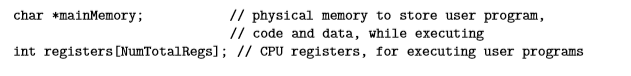 char *mainMemory; // physical memory to store user program,
// code and data, while executing
int registers[NumTotalRegs]; // CPU registers, for executing user programs